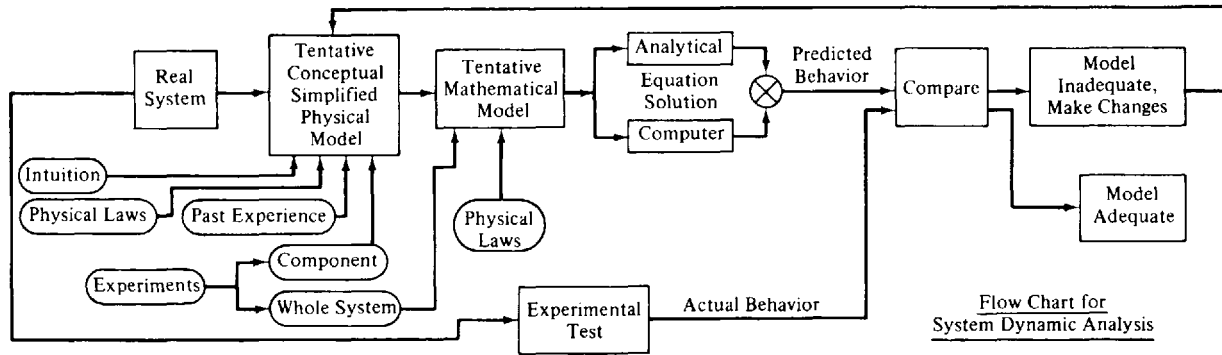 Real
System
Tentative
Conceptual
Simplified
Physical
Model
Tentative
Mathematical
Model
Analytical
Equation
Solution
Computer
Predicted
Behavior
Compare
Model
Inadequate,
Make Changes
Model
Adequate
Intuition
Physical Laws
Past Experience
Physical
Laws
Component
Experiments
Whole System
Experimental
Test
Actual Behavior
Flow Chart for
System Dynamic Analysis